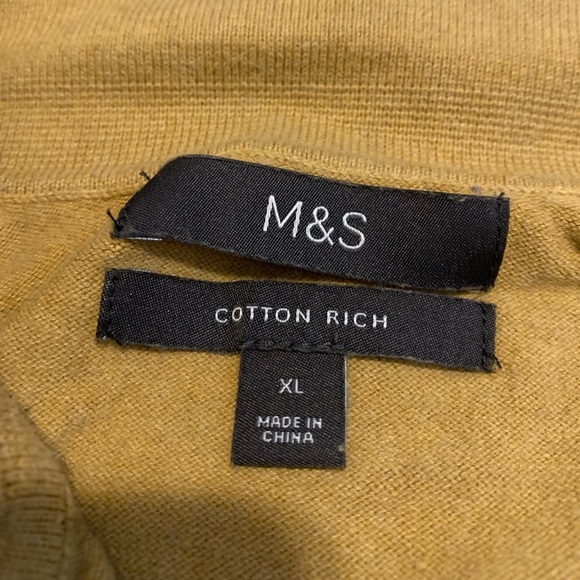 M&S
COTTON RICH
XL
MADE IN
CHINA